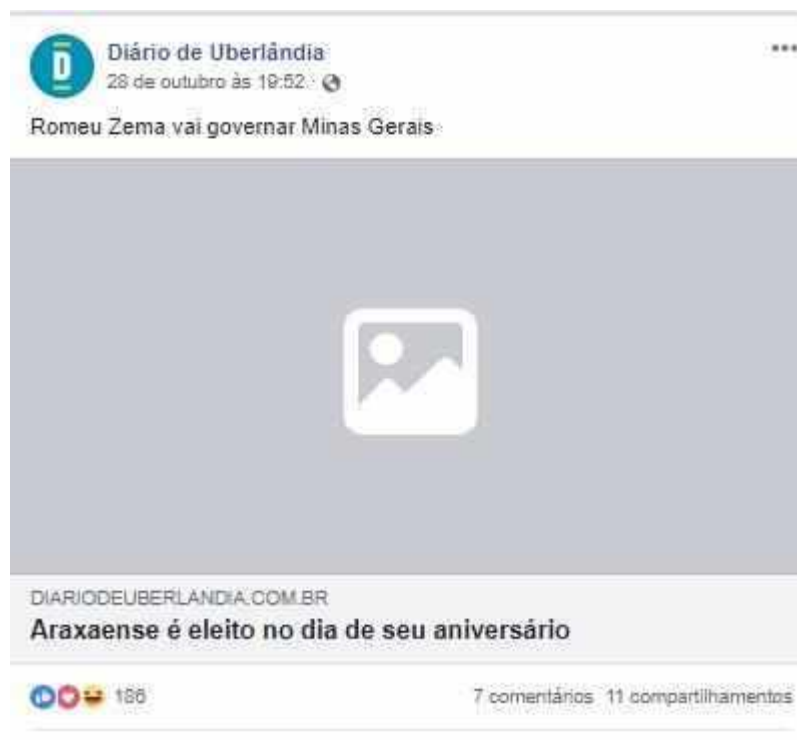 Diário de Uberlândia
28 de outubro às 19:52 ·
Romeu Zema vai governar Minas Gerais
DIARIODEUBERLANDIA.COM.BR
Araxaense é eleito no dia de seu aniversário
186 7 comentários 11 compartilhamentos